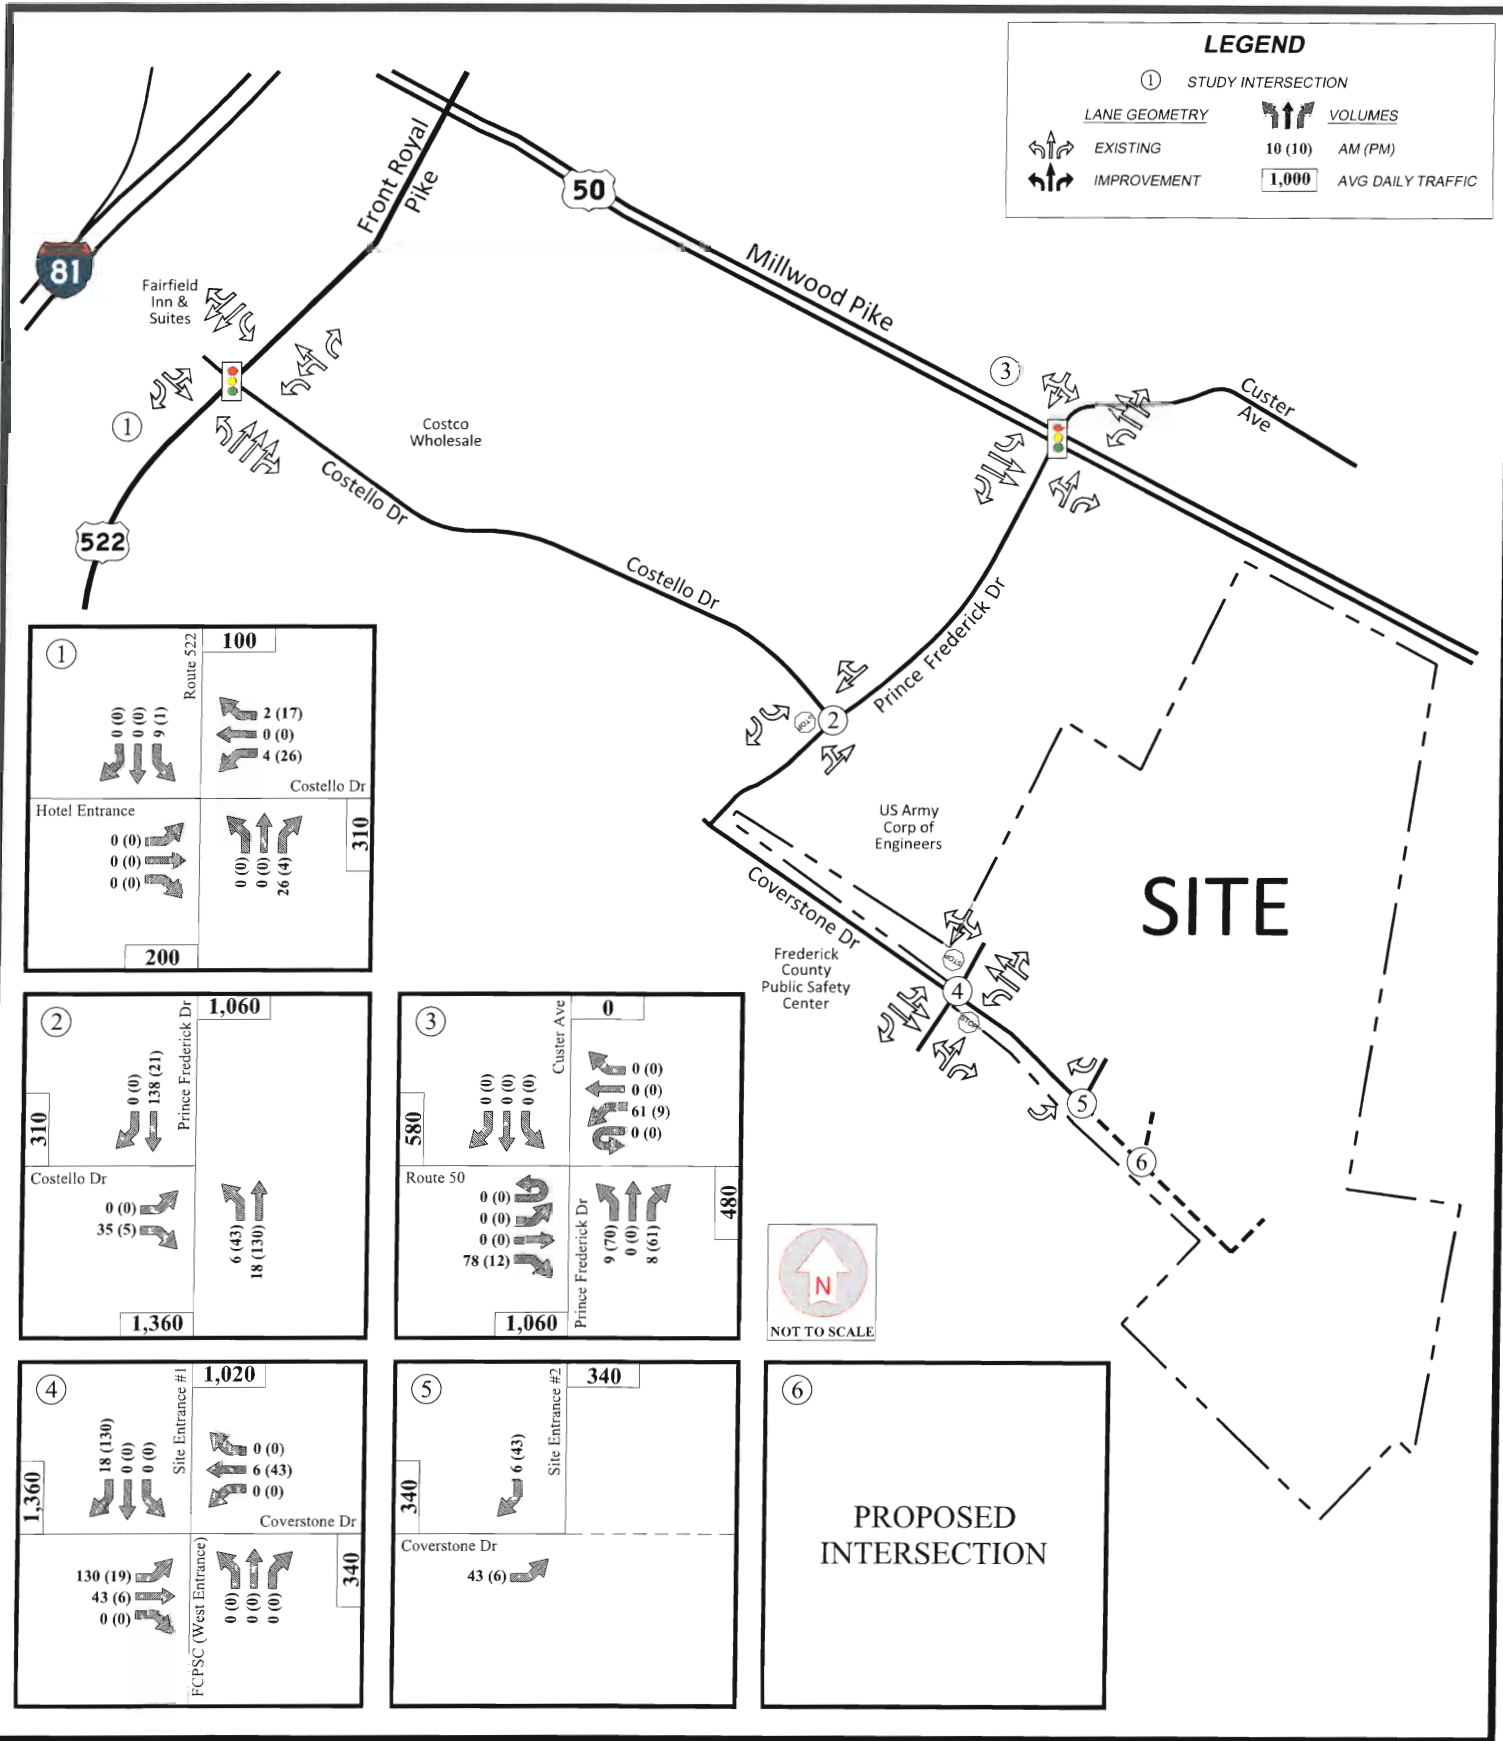 LEGEND
1 STUDY INTERSECTION
LANE GEOMETRY
VOLUMES
EXISTING
10 (10) AM (PM)
IMPROVEMENT
1,000 AVG DAILY TRAFFIC
81
Front Royal
Pike
50
Millwood Pike
Fairfield
Inn &
Suites
1
522
Costco
Wholesale
Costello Dr
Costello Dr
3
Custer
Ave
Prince Frederick Dr
STOP
2
US Army
Corp of
Engineers
SITE
Coverstone Dr
Frederick
County
Public Safety
Center
STOP
4
STOP
5
6
1
Route 522
100
0 (0)
0 (0)
9 (1)
2 (17)
0 (0)
4 (26)
Costello Dr
Hotel Entrance
0 (0)
0 (0)
0 (0)
0 (0)
0 (0)
26 (4)
310
200
2
Prince Frederick Dr
1,060
0 (0)
138 (21)
310
Costello Dr
0 (0)
35 (5)
6 (43)
18 (130)
1,360
3
Custer Ave
0
0 (0)
0 (0)
0 (0)
0 (0)
0 (0)
61 (9)
0 (0)
580
Route 50
0 (0)
0 (0)
0 (0)
78 (12)
Prince Frederick Dr
9 (70)
0 (0)
8 (61)
480
1,060
N
NOT TO SCALE
4
Site Entrance #1
1,020
18 (130)
0 (0)
0 (0)
0 (0)
6 (43)
0 (0)
1,360
Coverstone Dr
130 (19)
43 (6)
0 (0)
FCPSC (West Entrance)
0 (0)
0 (0)
0 (0)
340
5
Site Entrance #2
340
6 (43)
340
Coverstone Dr
43 (6)
6
PROPOSED
INTERSECTION